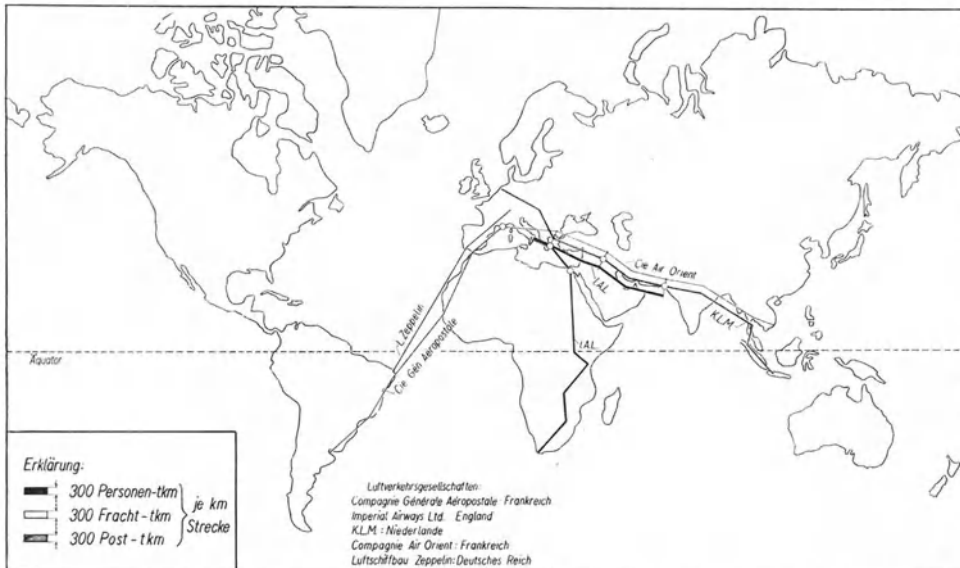 Cie Air Orient
I.A.L.
K.L.M.
L. Zeppelin
Cie Gén Aéropostale
Äquator
I.A.L.
Erklärung:
300 Personen-tkm
300 Fracht-tkm
300 Post-tkm
je km
Strecke
Luftverkehrsgesellschaften:
Compagnie Générale Aéropostale: Frankreich
Imperial Airways Ltd. England
K.L.M.: Niederlande
Compagnie Air Orient: Frankreich
Luftschiffbau Zeppelin: Deutsches Reich